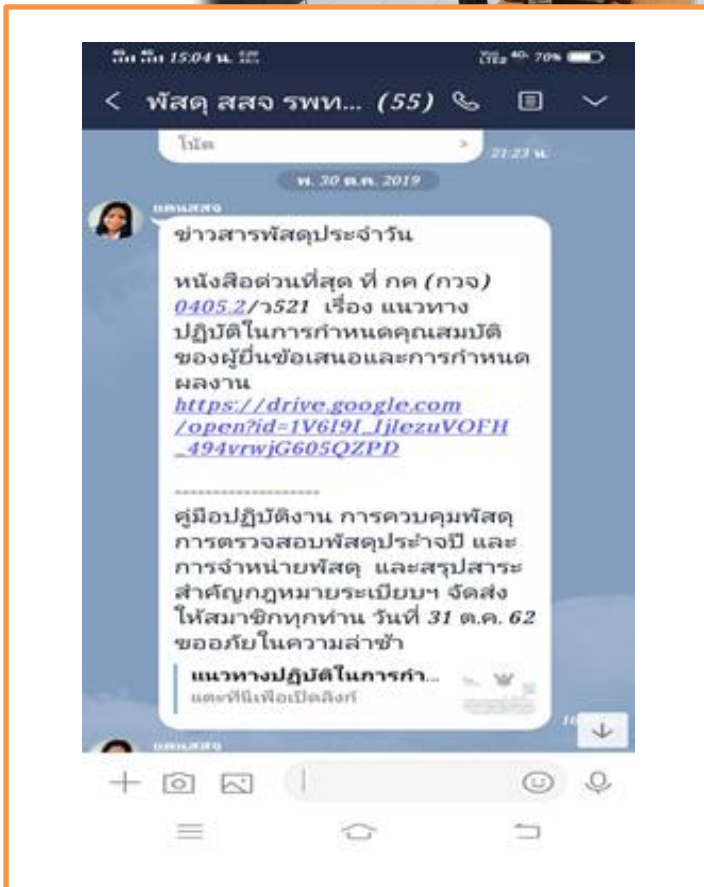 15:04 น.
70%
พัสดุ สสจ รพท... (55)
โน้ต >
21:23 น.
พ. 30 ต.ค. 2019
ข่าวสารพัสดุประจำวัน
หนังสือด่วนที่สุด ที่ กค (กวจ)
0405.2/ว521 เรื่อง แนวทาง
ปฏิบัติในการกำหนดคุณสมบัติ
ของผู้ยื่นข้อเสนอและการกำหนด
ผลงาน
https://drive.google.com
/open?id=1V6I9I_IjIezuVOFH
_494vrwjG605QZPD
-------------------
คู่มือปฏิบัติงาน การควบคุมพัสดุ
การตรวจสอบพัสดุประำจปี และ
การจำหน่ายพัสดุ และสรุปสาระ
สำคัญกฎหมายระเบียบฯ จัดส่ง
ให้สมาชิกทุกท่าน วันที่ 31 ต.ค. 62
ขออภัยในความล่าช้า
แนวทางปฏิบัติในการกำ...
แตะที่นี่เพื่อเปิดลิงก์